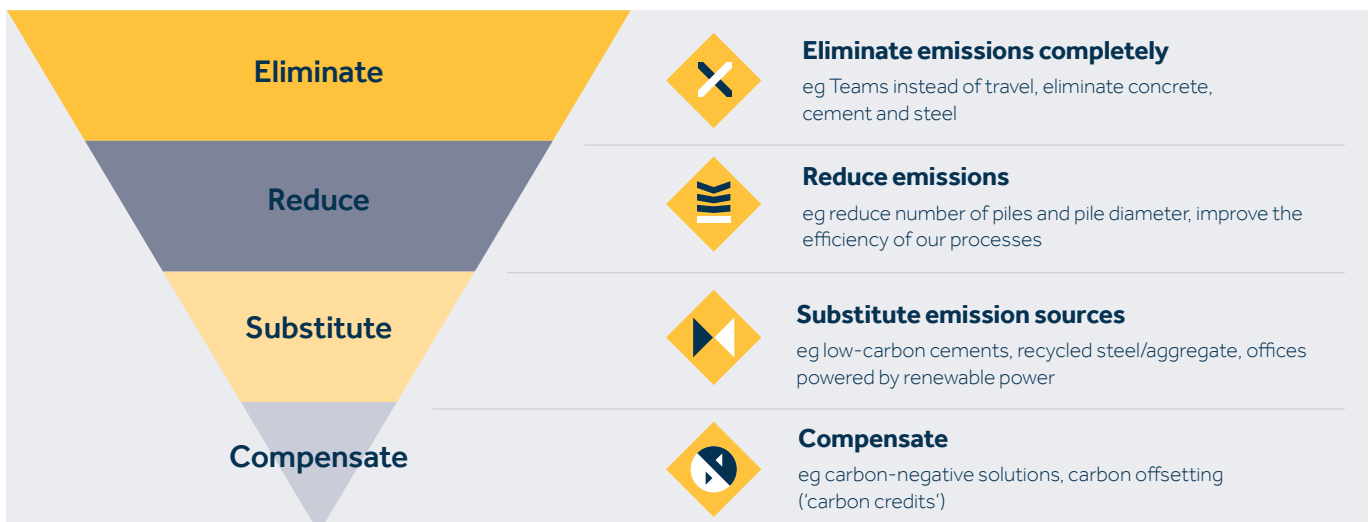 Eliminate
Eliminate emissions completely
eg Teams instead of travel, eliminate concrete,
cement and steel
Reduce
Reduce emissions
eg reduce number of piles and pile diameter, improve the
efficiency of our processes
Substitute
Substitute emission sources
eg low-carbon cements, recycled steel/aggregate, offices
powered by renewable power
Compensate
Compensate
eg carbon-negative solutions, carbon offsetting
(‘carbon credits’)